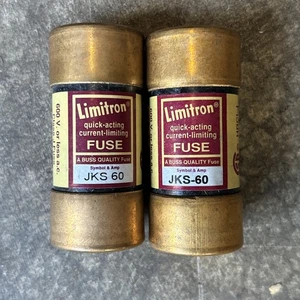 600 V. or less a.c.
Limitron®
quick-acting
current-limiting
FUSE
A BUSS QUALITY Fuse
Symbol & Amp
JKS 60
Limitron®
quick-acting
current-limiting
FUSE
A BUSS QUALITY Fuse
Symbol & Amp
JKS-60